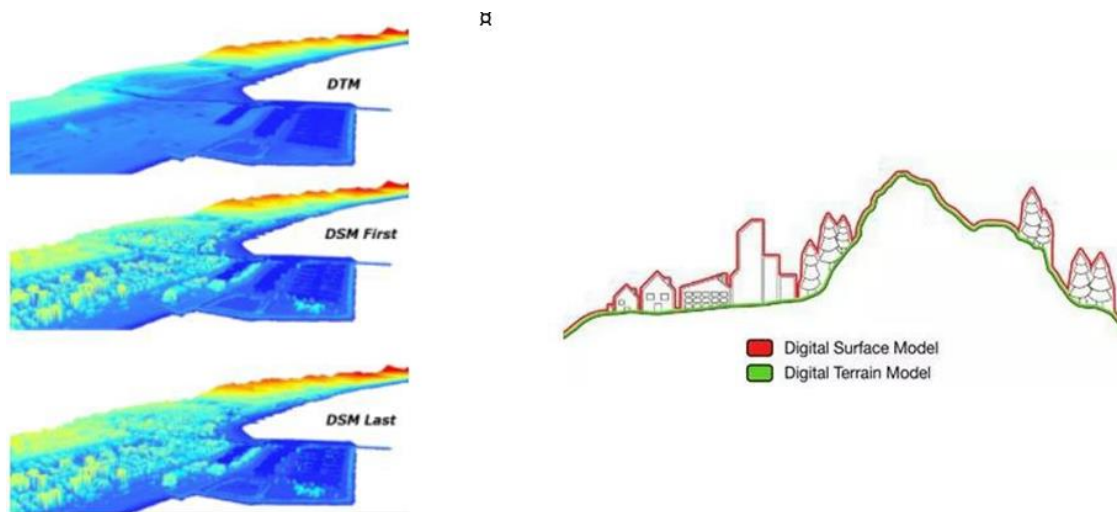 ¤
DTM
DSM First
DSM Last
Digital Surface Model
Digital Terrain Model